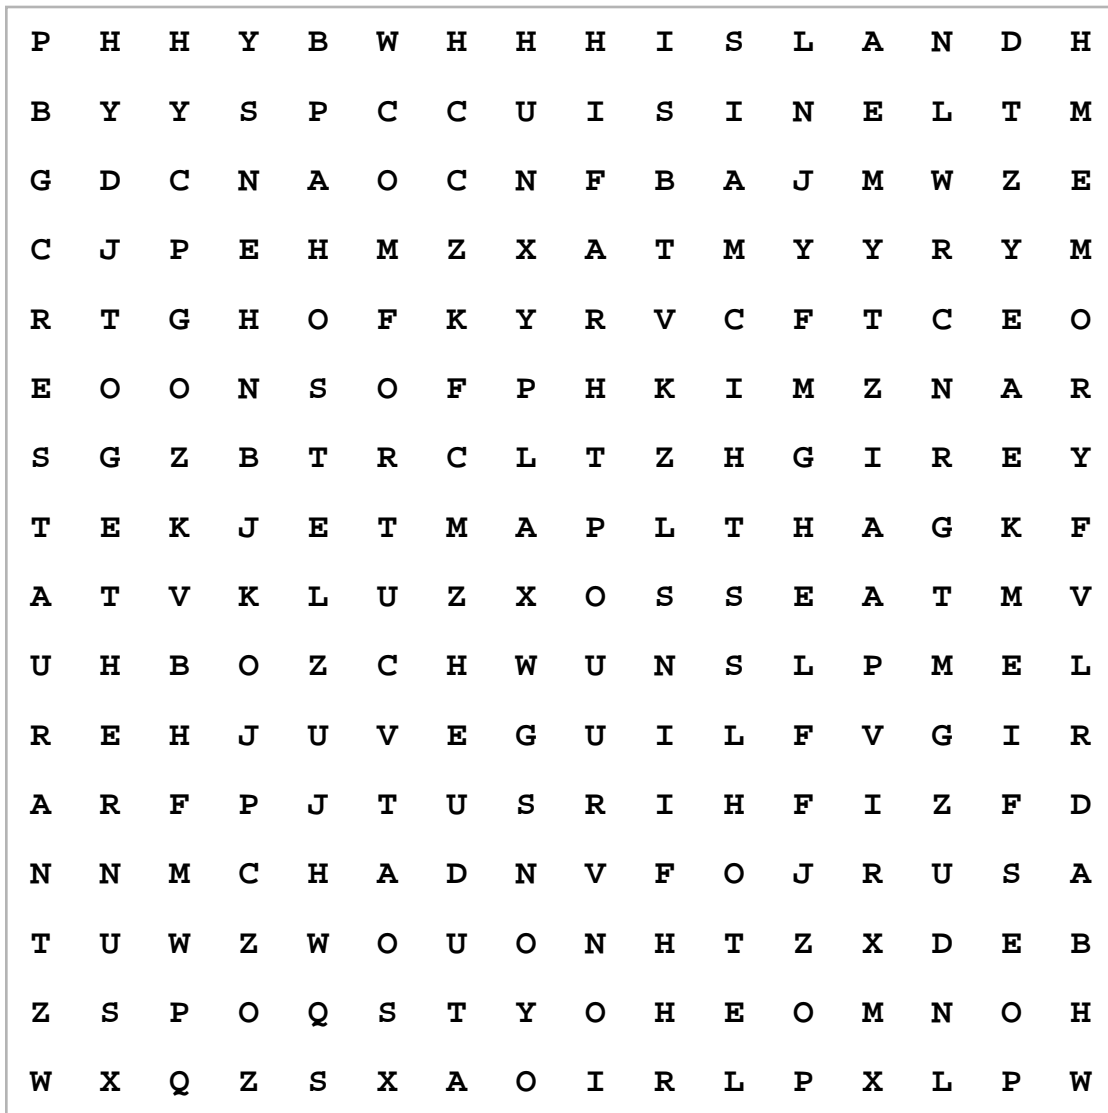 P H H Y B W H H H I S L A N D H
B Y Y S P C C U I S I N E L T M
G D C N A O C N F B A J M W Z E
C J P E H M Z X A T M Y Y R Y M
R T G H O F K Y R V C F T C E O
E O O N S O F P H K I M Z N A R
S G Z B T R C L T Z H G I R E Y
T E K J E T M A P L T H A G K F
A T V K L U Z X O S S E A T M V
U H B O Z C H W U N S L P M E L
R E H J U V E G U I L F V G I R
A R F P J T U S R I H F I Z F D
N N M C H A D N V F O J R U S A
T U W Z W O U O N H T Z X D E B
Z S P O Q S T Y O H E O M N O H
W X Q Z S X A O I R L P X L P W